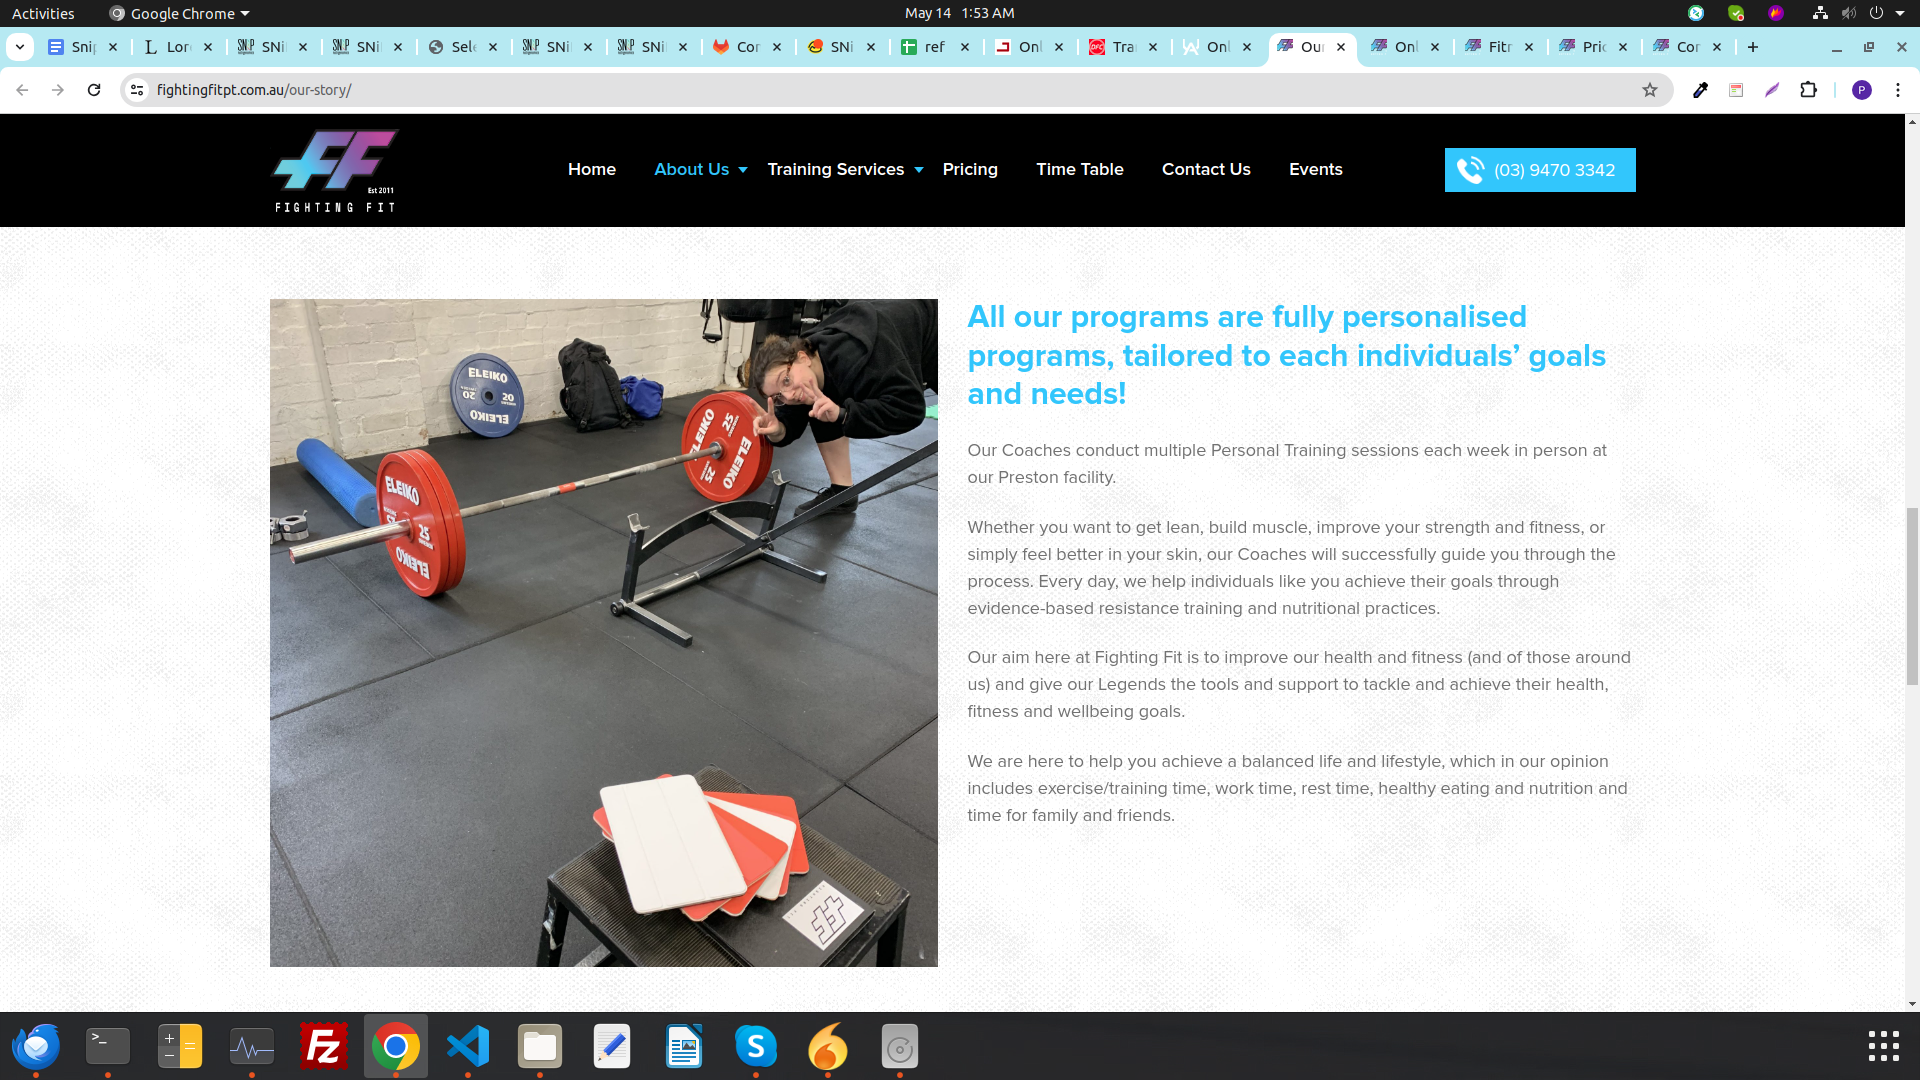 Activities
Google Chrome
May 14 1:53 AM
Snip
Lor
SNi
SNi
Sele
SNi
SNi
Cor
SNi
ref
Onl
Tra
Onl
Our
Onl
Fitr
Pric
Cor
fightingfitpt.com.au/our-story/
P
FF
Est 2011
FIGHTING FIT
Home
About Us
Training Services
Pricing
Time Table
Contact Us
Events
(03) 9470 3342
ELEIKO
20
20
ELEIKO
ELEIKO
25
25
ELEIKO
ELEIKO
25
ELEIKO
All our programs are fully personalised
programs, tailored to each individuals’ goals
and needs!
Our Coaches conduct multiple Personal Training sessions each week in person at
our Preston facility.
Whether you want to get lean, build muscle, improve your strength and fitness, or
simply feel better in your skin, our Coaches will successfully guide you through the
process. Every day, we help individuals like you achieve their goals through
evidence-based resistance training and nutritional practices.
Our aim here at Fighting Fit is to improve our health and fitness (and of those around
us) and give our Legends the tools and support to tackle and achieve their health,
fitness and wellbeing goals.
We are here to help you achieve a balanced life and lifestyle, which in our opinion
includes exercise/training time, work time, rest time, healthy eating and nutrition and
time for family and friends.